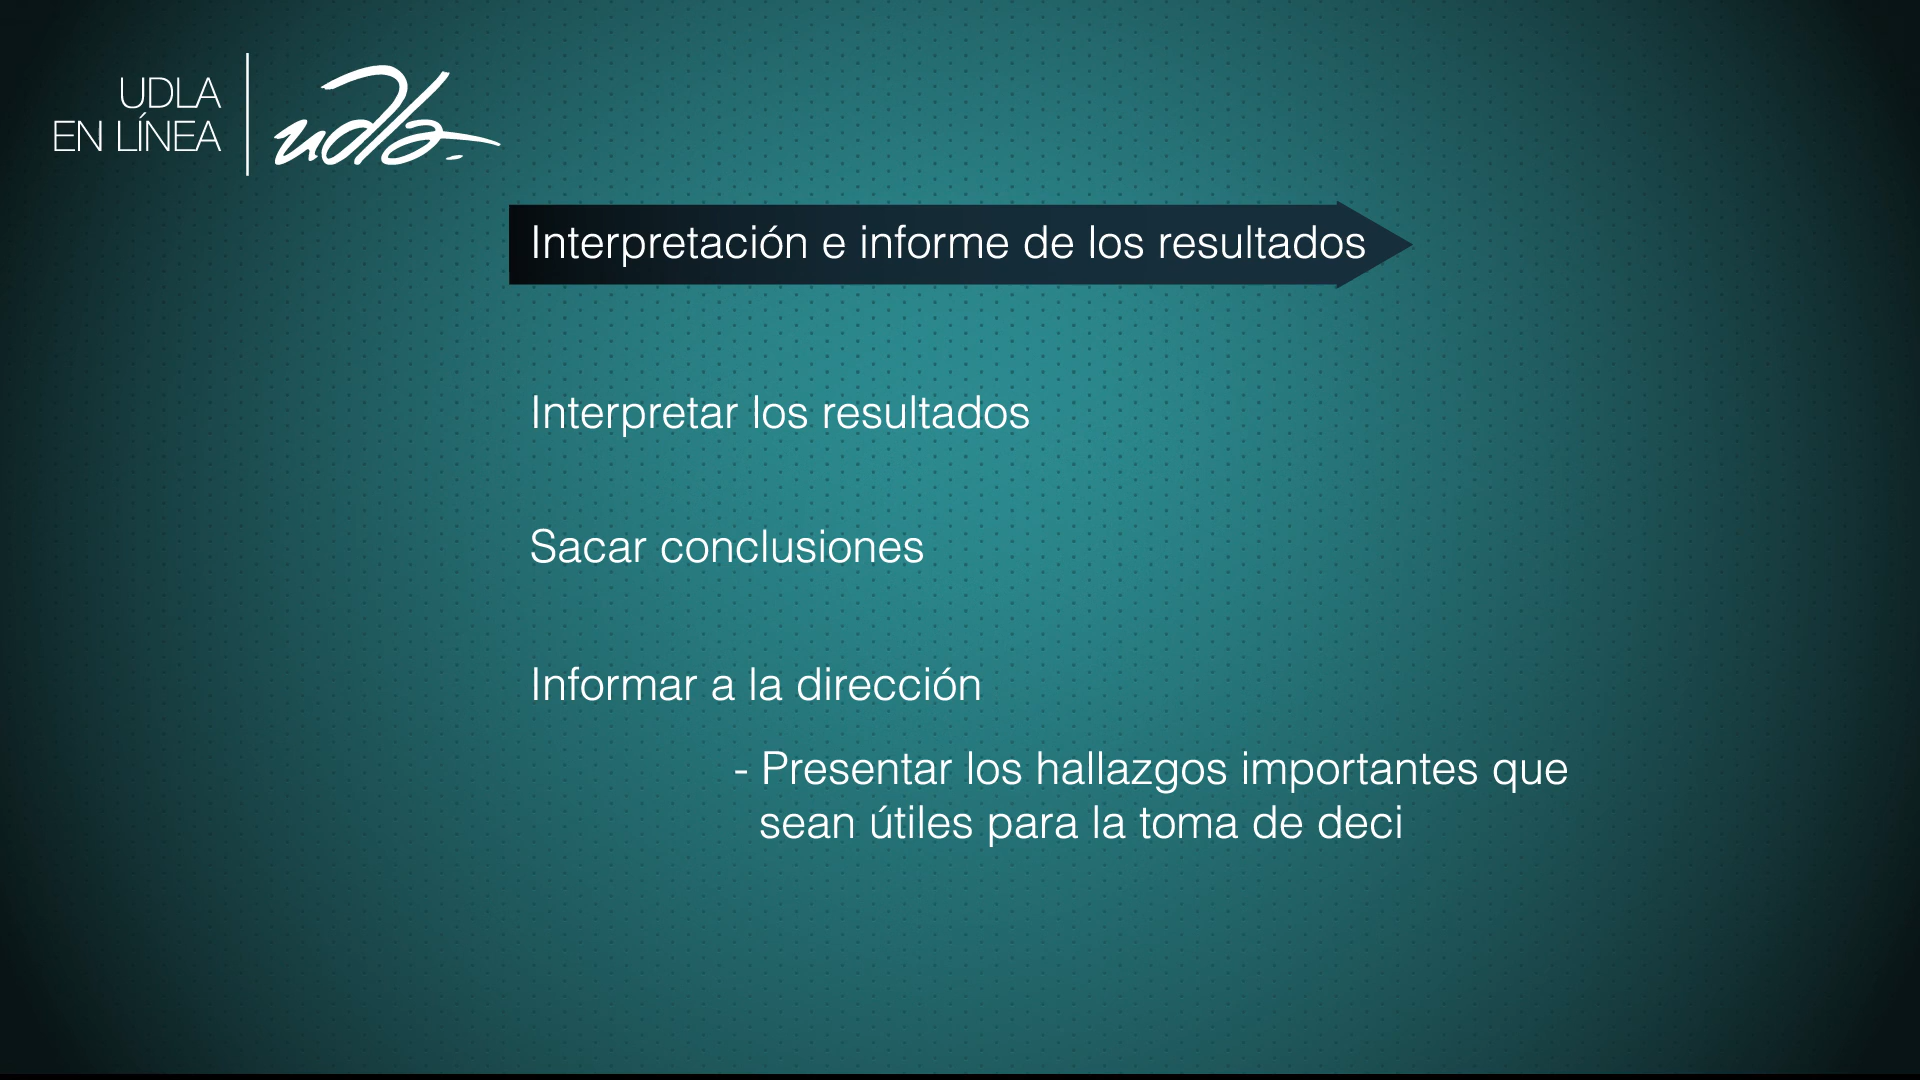 UDLA
EN LÍNEA
udla
Interpretación e informe de los resultados
Interpretar los resultados
Sacar conclusiones
Informar a la dirección
- Presentar los hallazgos importantes que
sean útiles para la toma de deci